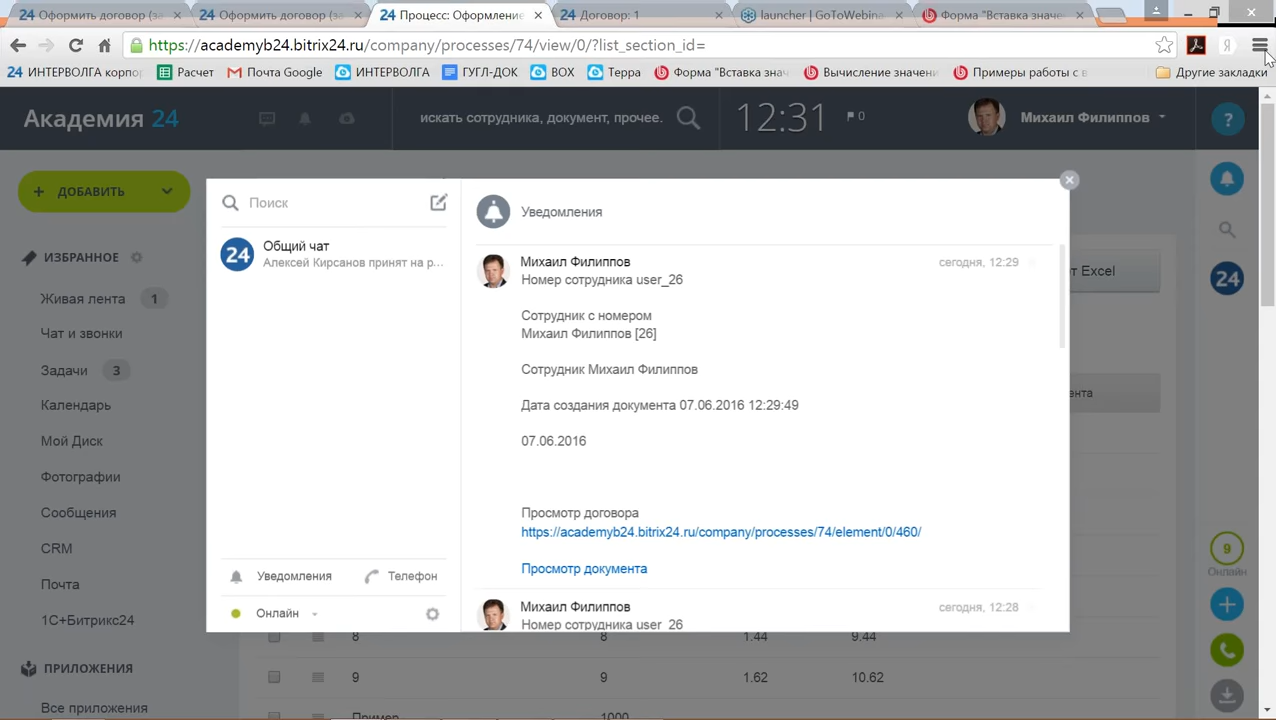 24 Оформить договор (за
24 Оформить договор (за
24 Процесс: Оформление
24 Договор: 1
launcher | GoToWebina
Форма "Вставка значе
https://academyb24.bitrix24.ru/company/processes/74/view/0/?list_section_id=
24 ИНТЕРВОЛГА корпор
Расчет
Почта Google
ИНТЕРВОЛГА
ГУГЛ-ДОК
ВОХ
Терра
Форма "Вставка знач
Вычисление значени
Примеры работы с в
Другие закладки
Академия 24
искать сотрудника, документ, прочее.
12:31
0
Михаил Филиппов
?
+ ДОБАВИТЬ
ИЗБРАННОЕ
Живая лента 1
Чат и звонки
Задачи 3
Календарь
Мой Диск
Фотографии
Сообщения
CRM
Почта
1С+Битрикс24
ПРИЛОЖЕНИЯ
Все приложения
Поиск
24
Общий чат
Алексей Кирсанов принят на р...
Уведомления
Телефон
Онлайн
Уведомления
Михаил Филиппов
сегодня, 12:29
Номер сотрудника user_26
Сотрудник с номером
Михаил Филиппов [26]
Сотрудник Михаил Филиппов
Дата создания документа 07.06.2016 12:29:49
07.06.2016
Просмотр договора
https://academyb24.bitrix24.ru/company/processes/74/element/0/460/
Просмотр документа
Михаил Филиппов
сегодня, 12:28
Номер сотрудника user_26
т Excel
ента
8 8 1.44 9.44
9 9 1.62 10.62
Пример 1000
24
9
Онлайн